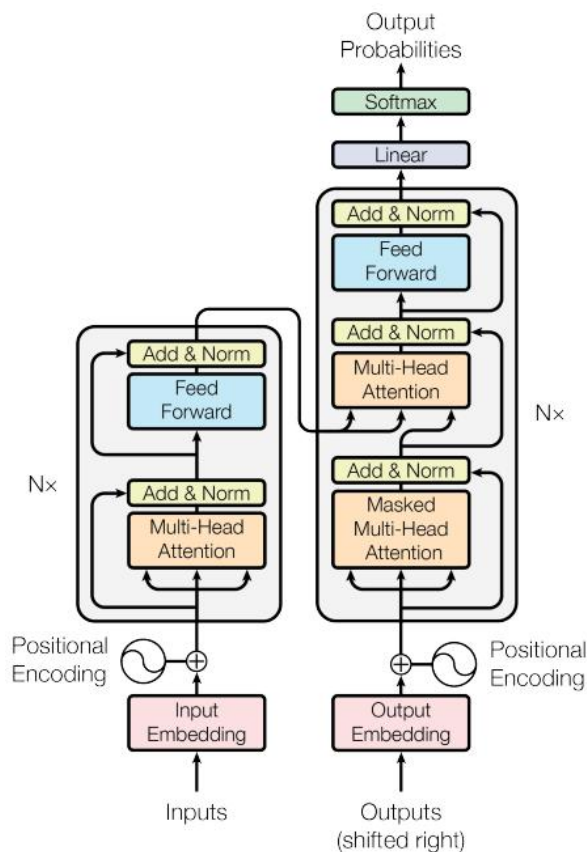 Output
Probabilities
Softmax
Linear
Add & Norm
Feed
Forward
Add & Norm
Multi-Head
Attention
Add & Norm
Masked
Multi-Head
Attention
N×
Add & Norm
Feed
Forward
Add & Norm
Multi-Head
Attention
N×
Positional
Encoding
Positional
Encoding
Input
Embedding
Output
Embedding
Inputs
Outputs
(shifted right)